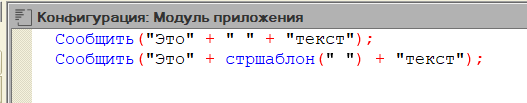 Конфигурация: Модуль приложения
Сообщить("Это" + " " + "текст");
Сообщить("Это" + стршаблон(" ") + "текст");